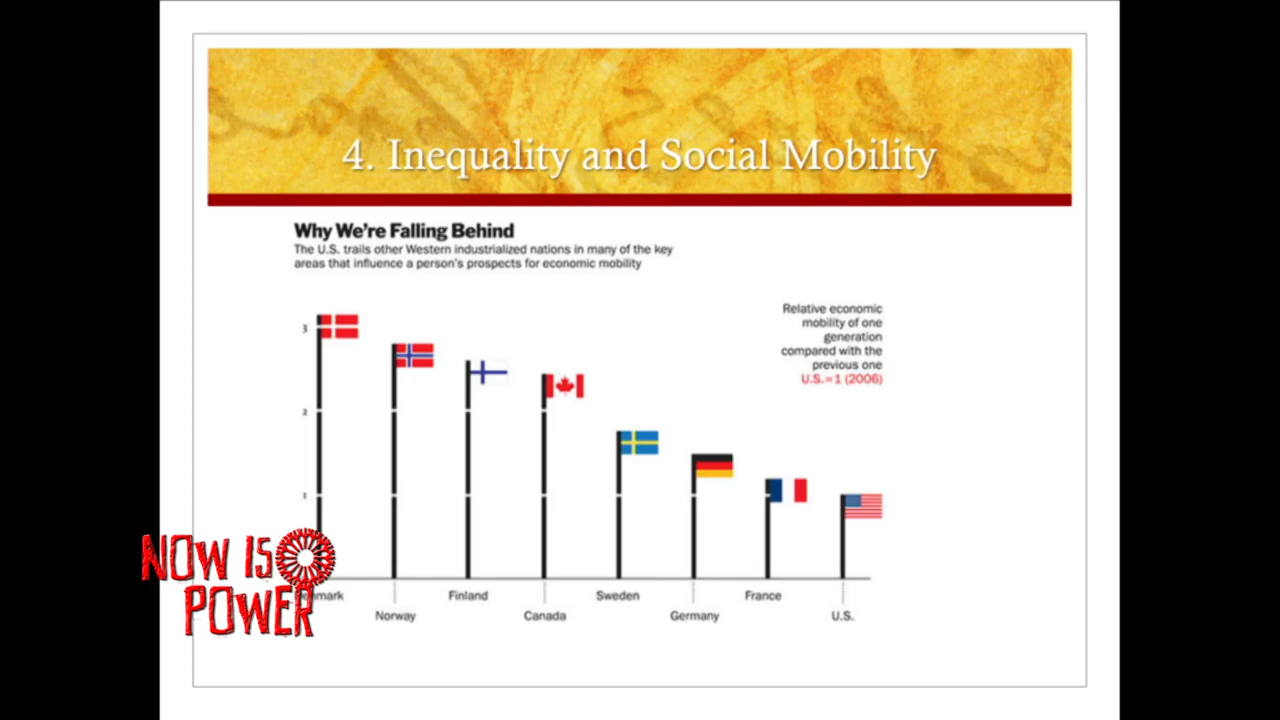 4. Inequality and Social Mobility
Why We're Falling Behind
The U.S. trails other Western industrialized nations in many of the key
areas that influence a person's prospects for economic mobility
Relative economic
mobility of one
generation
compared with the
previous one
U.S.=1 (2006)
3
2
1
Denmark
Finland
Sweden
France
Norway
Canada
Germany
U.S.
NOW IS
POWER